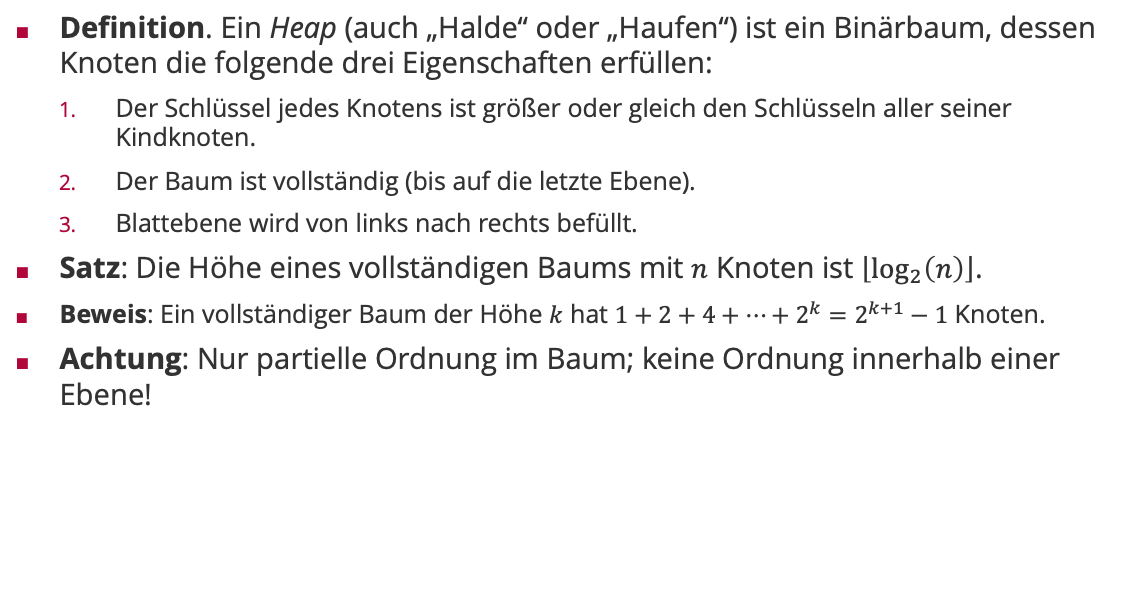 ▪ Definition. Ein Heap (auch „Halde“ oder „Haufen“) ist ein Binärbaum, dessen
Knoten die folgende drei Eigenschaften erfüllen:
1. Der Schlüssel jedes Knotens ist größer oder gleich den Schlüsseln aller seiner
Kindknoten.
2. Der Baum ist vollständig (bis auf die letzte Ebene).
3. Blattebene wird von links nach rechts befüllt.
▪ Satz: Die Höhe eines vollständigen Baums mit n Knoten ist ⌊log₂(n)⌋.
▪ Beweis: Ein vollständiger Baum der Höhe k hat 1 + 2 + 4 + ⋯ + 2ᵏ = 2ᵏ⁺¹ − 1 Knoten.
▪ Achtung: Nur partielle Ordnung im Baum; keine Ordnung innerhalb einer
Ebene!